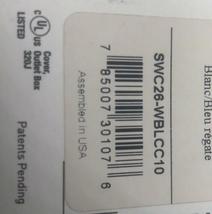 Blanc/Bleu régate
SWC26-WBLCC10
7 85007 30107 6
Assembled in USA
c UL us
LISTED
Cover,
Outlet Box
320J
Patents Pending